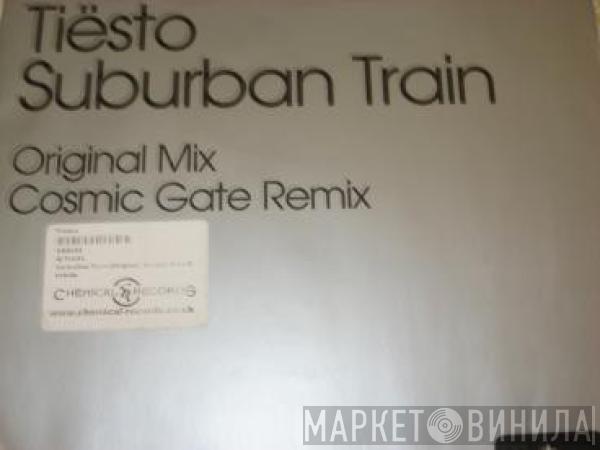 Tiësto
Suburban Train
Original Mix
Cosmic Gate Remix
CHEMICAL RECORDS
www.chemical-records.co.uk
МАРКЕТ ВИНИЛА